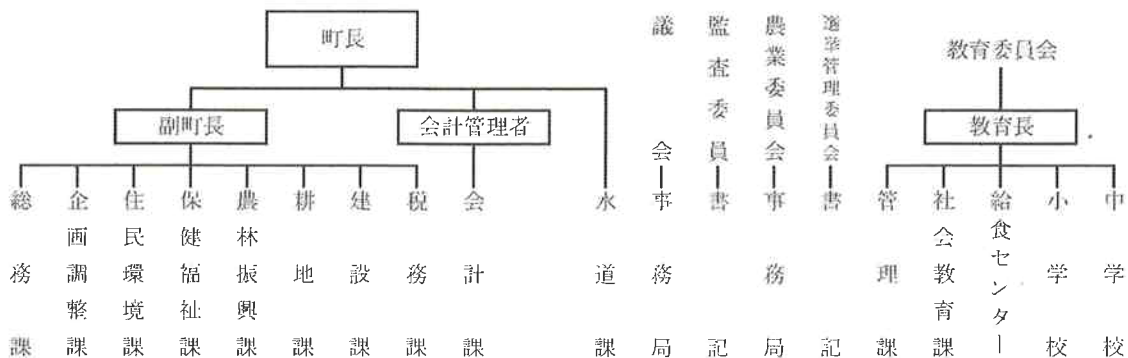 町長
副町長
会計管理者
総務課
企画調整課
住民環境課
保健福祉課
農林振興課
耕地課
建設課
税務課
会計課
水道課
議会事務局
監査委員書記
農業委員会事務局
選挙管理委員会書記
教育委員会
教育長
管理課
社会教育課
給食センター
小学校
中学校